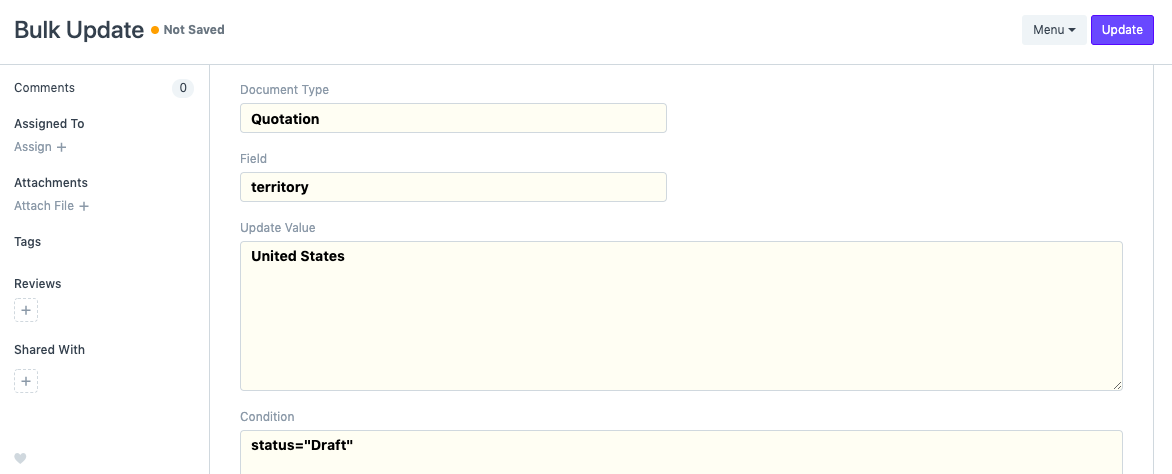 Bulk Update Not Saved Menu Update
Comments 0
Assigned To
Assign +
Attachments
Attach File +
Tags
Reviews
+
Shared With
+
Document Type
Quotation
Field
territory
Update Value
United States
Condition
status="Draft"